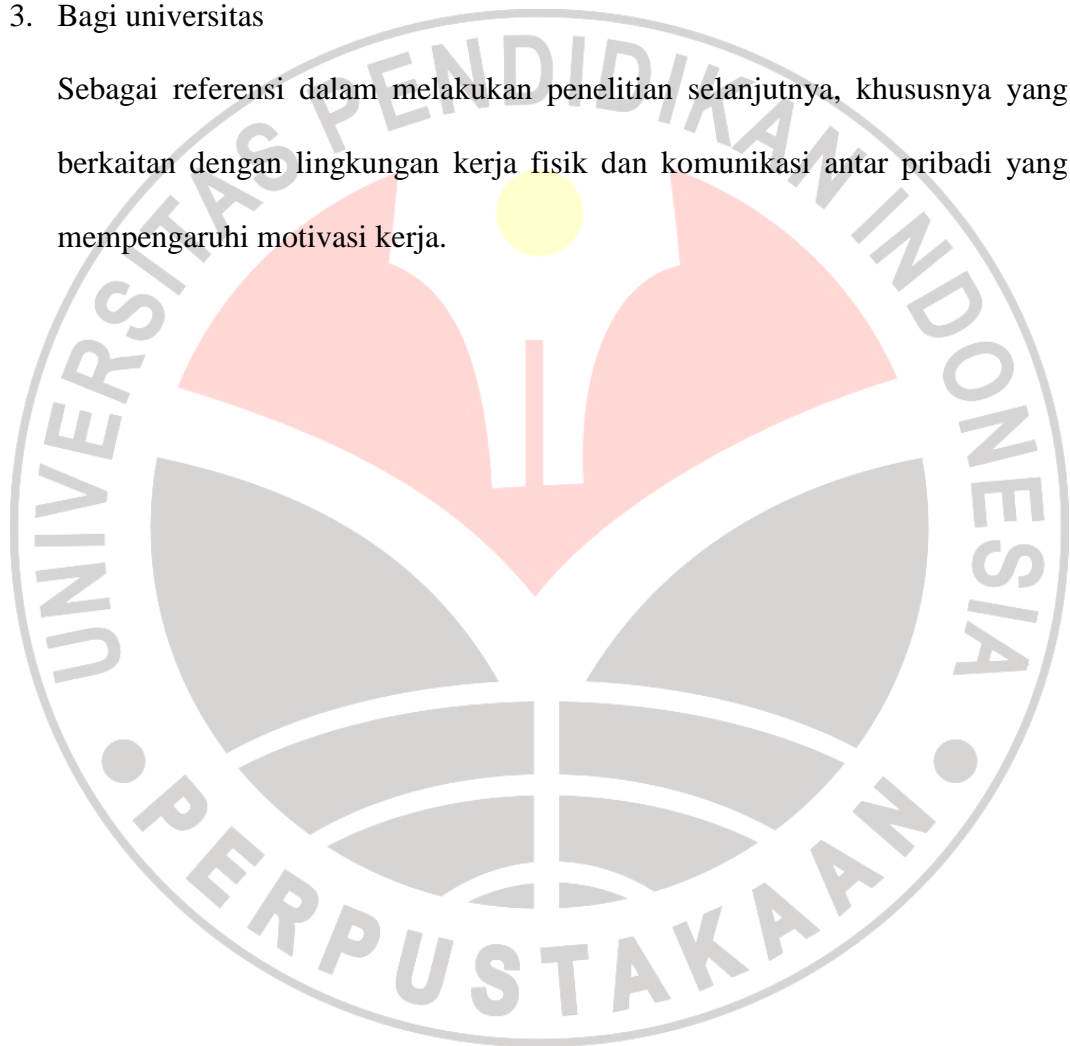 3. Bagi universitas
Sebagai referensi dalam melakukan penelitian selanjutnya, khususnya yang
berkaitan dengan lingkungan kerja fisik dan komunikasi antar pribadi yang
mempengaruhi motivasi kerja.
UNIVERSITAS PENDIDIKAN INDONESIA
PERPUSTAKAAN